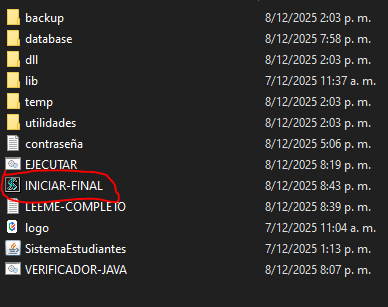 backup 8/12/2025 2:03 p. m.
database 8/12/2025 7:58 p. m.
dll 8/12/2025 2:03 p. m.
lib 7/12/2025 11:37 a. m.
temp 8/12/2025 2:03 p. m.
utilidades 8/12/2025 2:03 p. m.
contraseña 8/12/2025 5:06 p. m.
EJECUTAR 8/12/2025 8:19 p. m.
INICIAR-FINAL 8/12/2025 8:43 p. m.
LEEME-COMPLETO 8/12/2025 8:39 p. m.
logo 7/12/2025 11:04 a. m.
SistemaEstudiantes 7/12/2025 1:13 p. m.
VERIFICADOR-JAVA 8/12/2025 8:07 p. m.